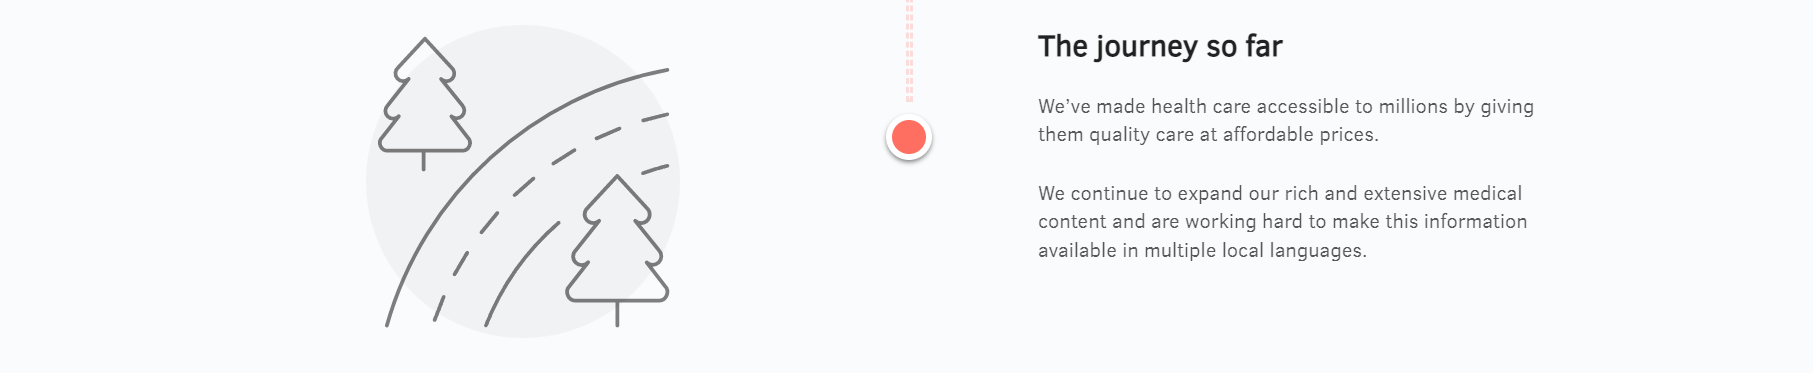 The journey so far
We’ve made health care accessible to millions by giving
them quality care at affordable prices.
We continue to expand our rich and extensive medical
content and are working hard to make this information
available in multiple local languages.